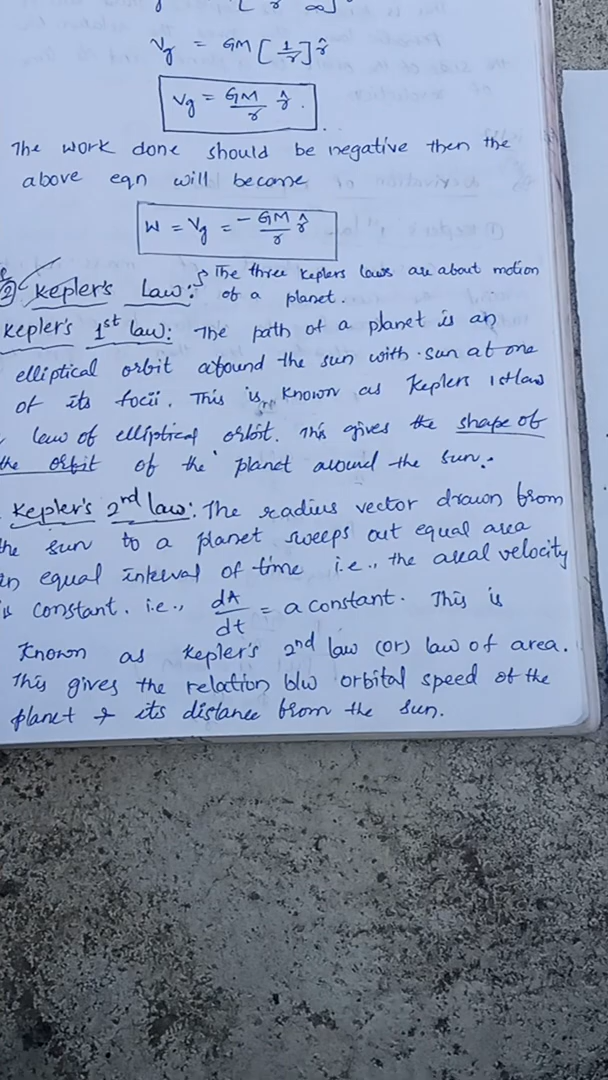 Vg = GM [1/r] r̂
Vg = GM/r r̂.
The work done should be negative then the
above eqn will become
W = Vg = -GM/r r̂
② Kepler's Law:- The three keplers laws are about motion
of a planet.
Kepler's 1st law: The path of a planet is an
elliptical orbit around the sun with sun at one
of its focii. This is known as Keplers 1st law
law of elliptical orbit. This gives the shape of
the orbit of the planet around the sun.
Kepler's 2nd law: The radius vector drawn from
the sun to a planet sweeps out equal area
in equal interval of time i.e., the areal velocity
is constant. i.e., dA/dt = a constant. This is
known as Kepler's 2nd law (or) law of area.
This gives the relation b/w orbital speed of the
planet & its distance from the sun.